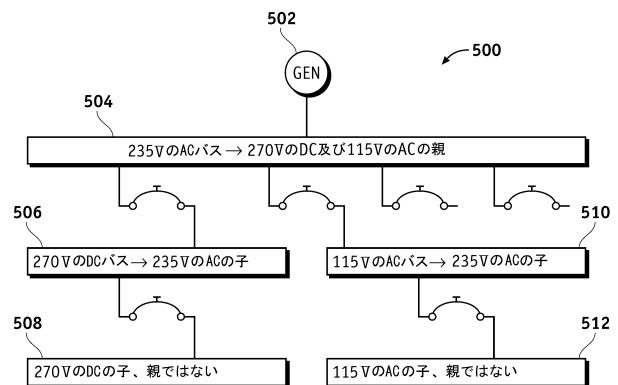 502
500
GEN
504
235VのACバス→270VのDC及び115VのACの親
506
510
270VのDCバス→235VのACの子
115VのACバス→235VのACの子
508
512
270VのDCの子、親ではない
115VのACの子、親ではない